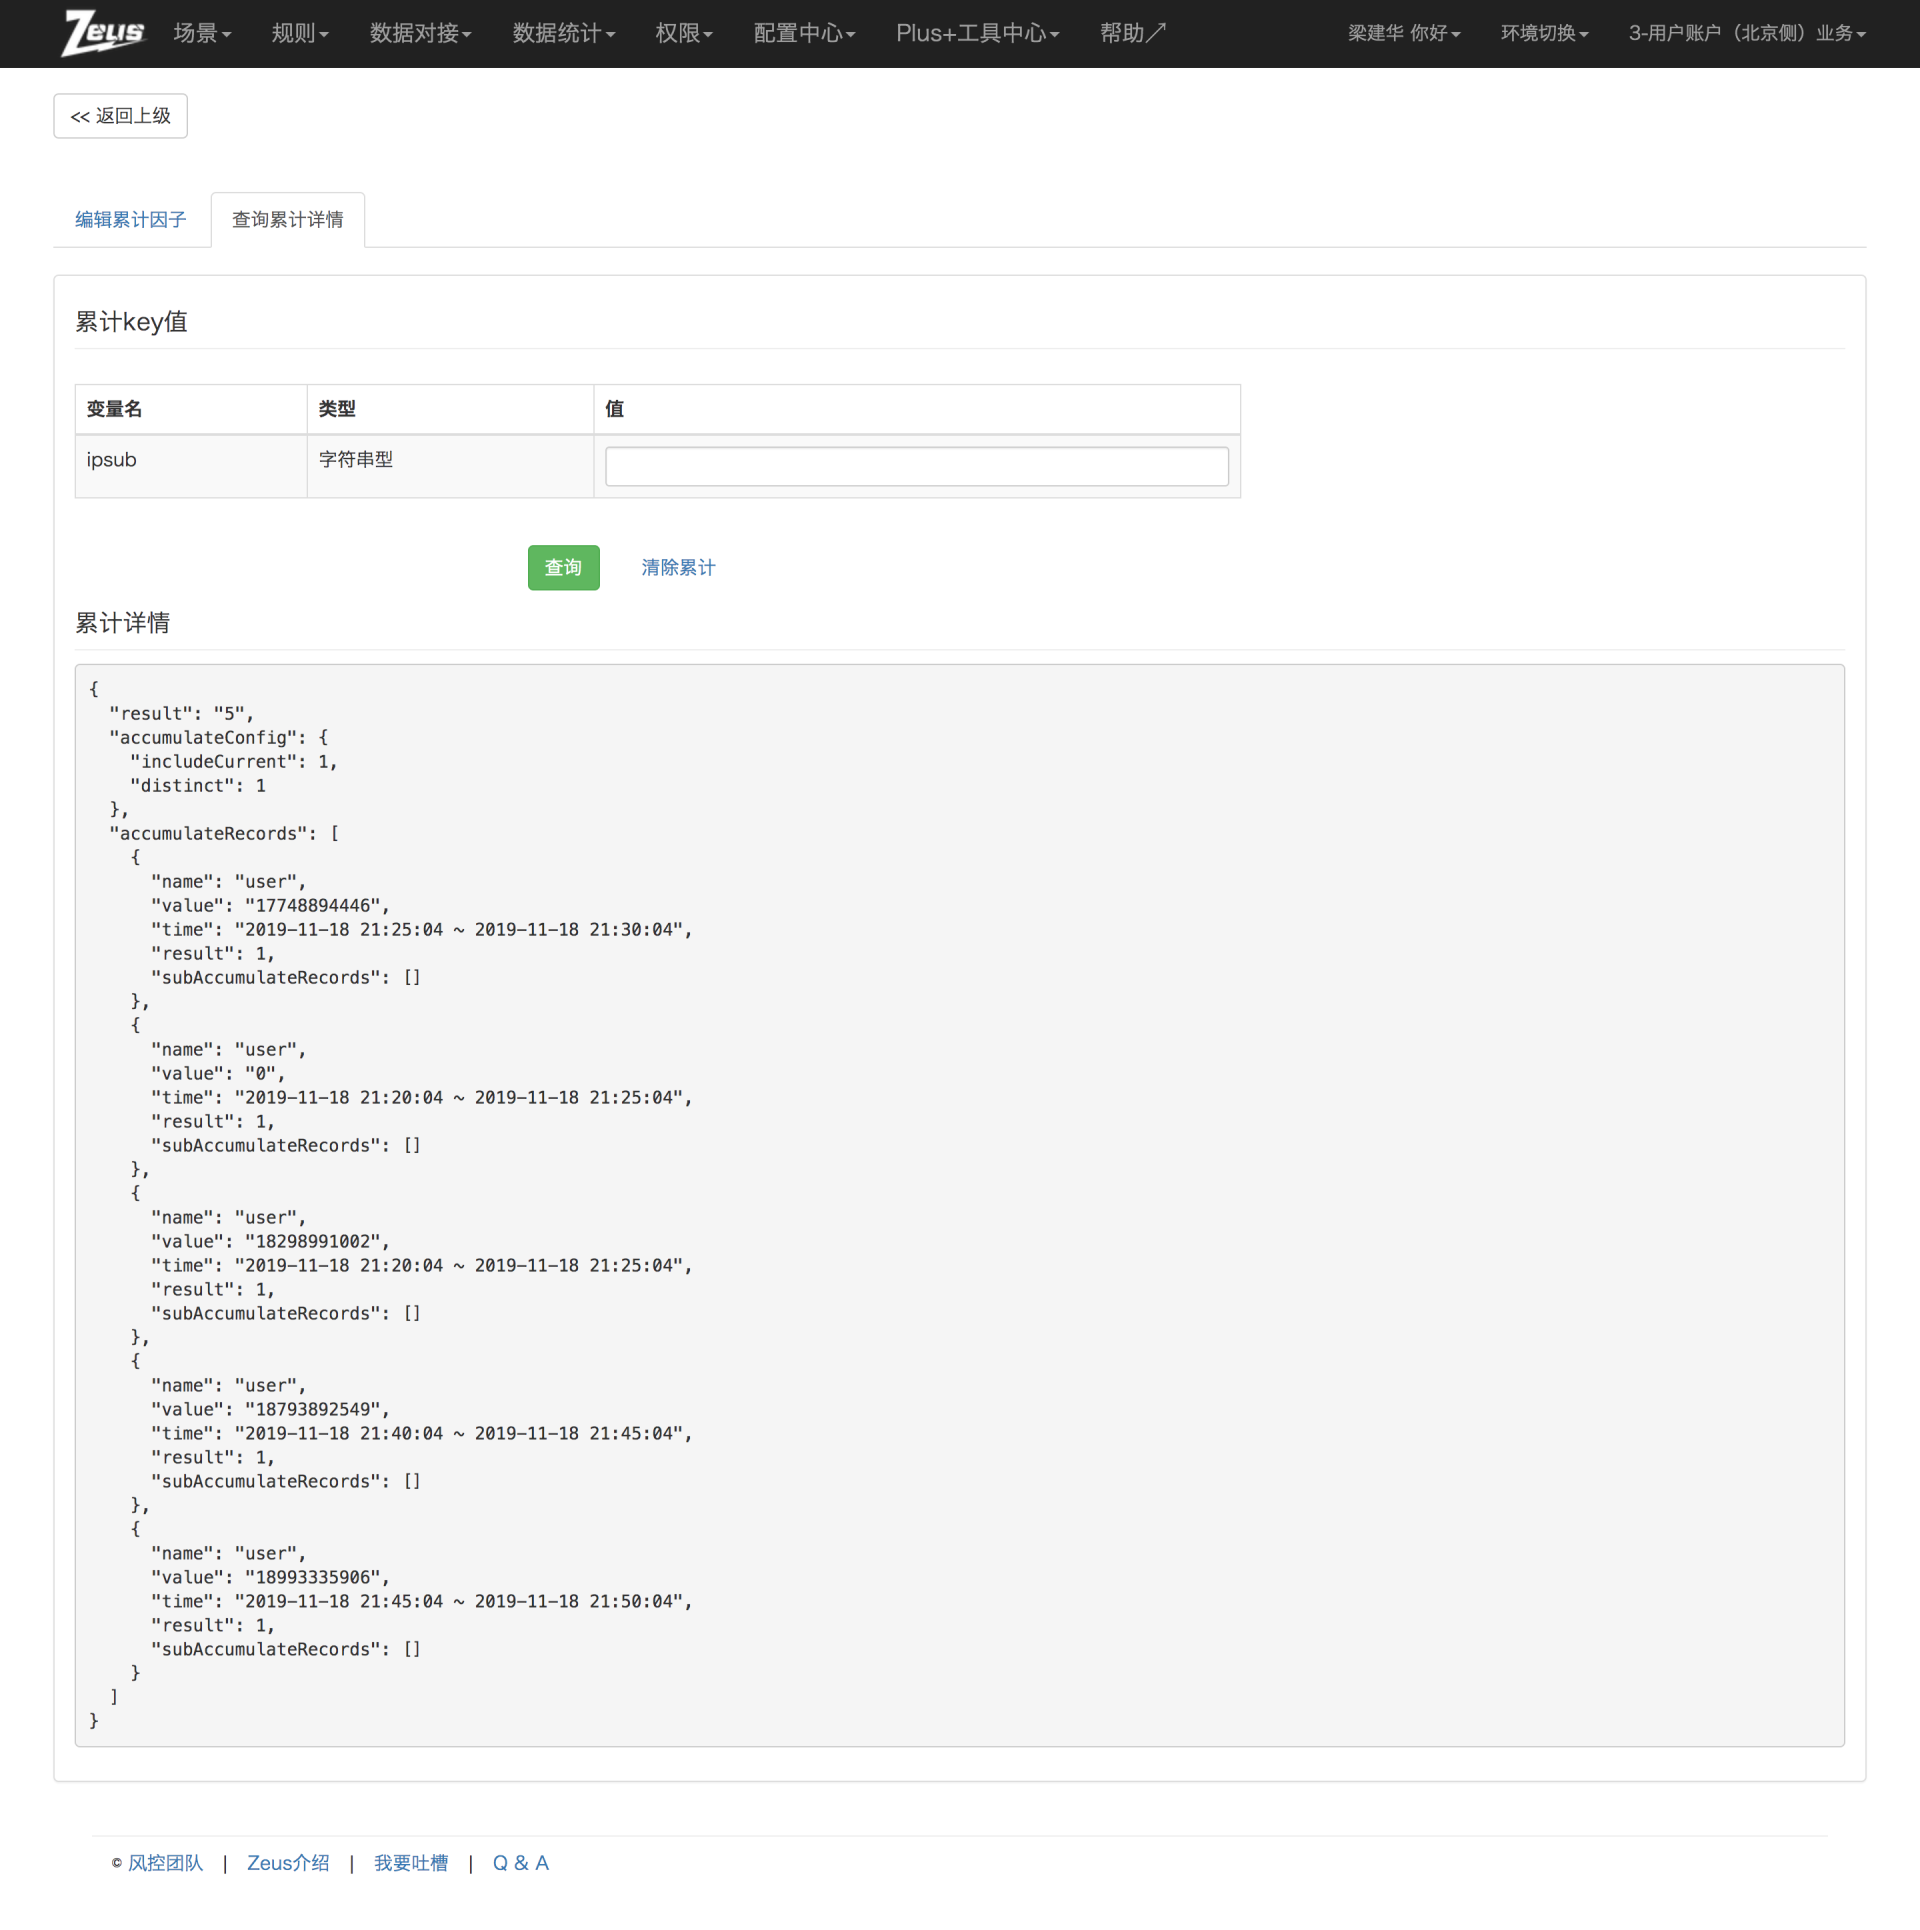 Zeus 场景 规则 数据对接 数据统计 权限 配置中心 Plus+工具中心 帮助↗ 梁建华 你好 环境切换 3-用户账户（北京侧）业务
<< 返回上级
编辑累计因子 查询累计详情
累计key值
变量名 类型 值
ipsub 字符串型
查询 清除累计
累计详情
{
"result": "5",
"accumulateConfig": {
"includeCurrent": 1,
"distinct": 1
},
"accumulateRecords": [
{
"name": "user",
"value": "17748894446",
"time": "2019-11-18 21:25:04 ~ 2019-11-18 21:30:04",
"result": 1,
"subAccumulateRecords": []
},
{
"name": "user",
"value": "0",
"time": "2019-11-18 21:20:04 ~ 2019-11-18 21:25:04",
"result": 1,
"subAccumulateRecords": []
},
{
"name": "user",
"value": "18298991002",
"time": "2019-11-18 21:20:04 ~ 2019-11-18 21:25:04",
"result": 1,
"subAccumulateRecords": []
},
{
"name": "user",
"value": "18793892549",
"time": "2019-11-18 21:40:04 ~ 2019-11-18 21:45:04",
"result": 1,
"subAccumulateRecords": []
},
{
"name": "user",
"value": "18993335906",
"time": "2019-11-18 21:45:04 ~ 2019-11-18 21:50:04",
"result": 1,
"subAccumulateRecords": []
}
]
}
© 风控团队 | Zeus介绍 | 我要吐槽 | Q & A